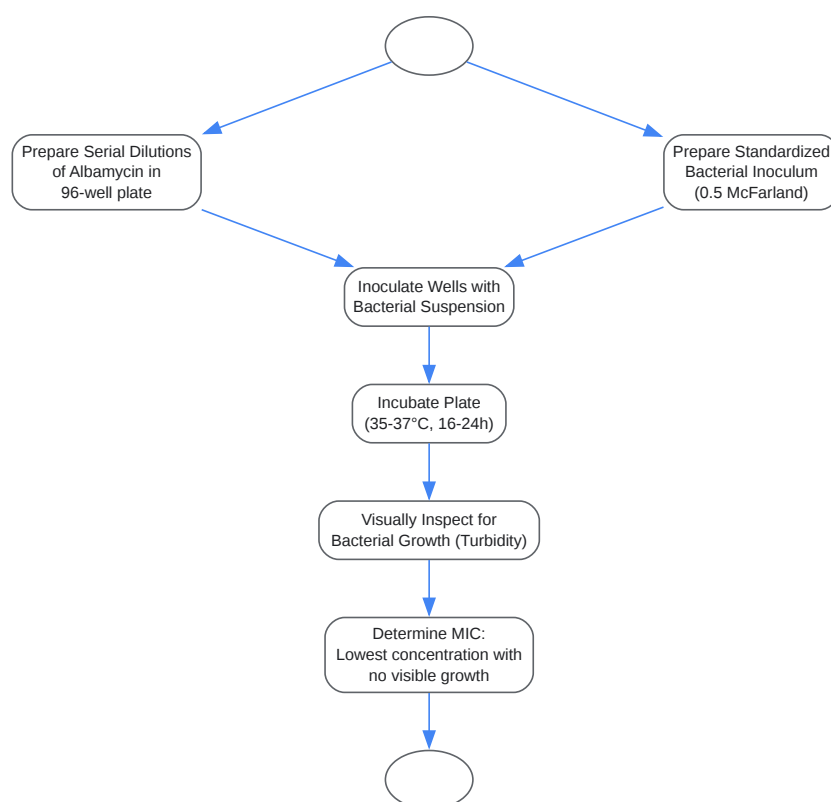 Prepare Serial Dilutions
of Albamycin in
96-well plate
Prepare Standardized
Bacterial Inoculum
(0.5 McFarland)
Inoculate Wells with
Bacterial Suspension
Incubate Plate
(35-37°C, 16-24h)
Visually Inspect for
Bacterial Growth (Turbidity)
Determine MIC:
Lowest concentration with
no visible growth